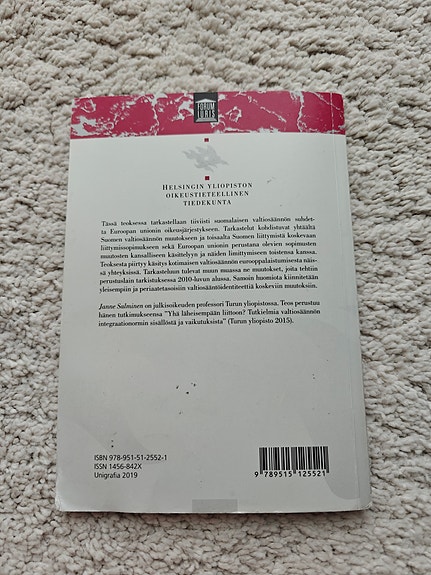 FORUM
IURIS
HELSINGIN YLIOPISTON
OIKEUSTIETEELLINEN
TIEDEKUNTA
Tässä teoksessa tarkastellaan tiiviisti suomalaisen valtiosäännön suhdet-
ta Euroopan unionin oikeusjärjestykseen. Tarkastelut kohdistuvat yhtäältä
Suomen valtiosäännön muutokseen ja toisaalta Suomen liittymistä koskevaan
liittymissopimukseen sekä Euroopan unionin perustana olevien sopimusten
muutosten kansalliseen käsittelyyn ja näiden limittymiseen toistensa kanssa.
Teoksesta piirtyy käsitys kotimaisen valtiosäännön eurooppalaistumisesta näis-
sä yhteyksissä. Tarkasteluun tulevat muun muassa ne muutokset, joita tehtiin
perustuslain tarkistuksessa 2010-luvun alussa. Samoin huomiota kiinnitetään
yleisempiin ja periaatetasoisiin valtiosääntöidentiteettiä koskeviin muutoksiin.
Janne Salminen on julkisoikeuden professori Turun yliopistossa. Teos perustuu
hänen tutkimukseensa "Yhä läheisempään liittoon? Tutkielmia valtiosäännön
integraationormin sisällöstä ja vaikutuksista" (Turun yliopisto 2015).
ISBN 978-951-51-2552-1
ISSN 1456-842X
Unigrafia 2019
9 789515 125521